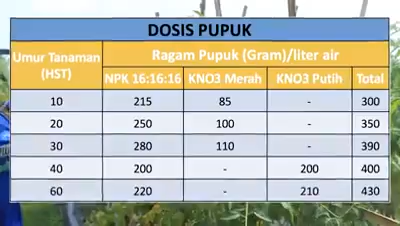 DOSIS PUPUK
Umur Tanaman (HST) Ragam Pupuk (Gram)/liter air
NPK 16:16:16 KNO3 Merah KNO3 Putih Total
10 215 85 - 300
20 250 100 - 350
30 280 110 - 390
40 200 - 200 400
60 220 - 210 430